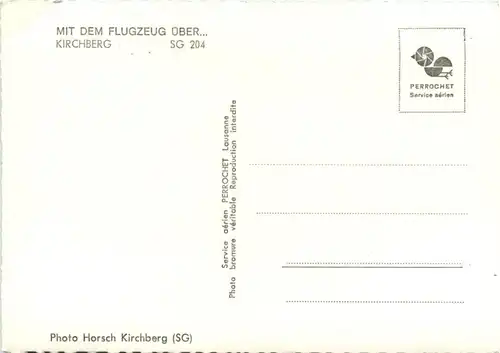 MIT DEM FLUGZEUG ÜBER...
KIRCHBERG SG 204
PERROCHET
Service aérien
Service aérien PERROCHET Lausanne
Photo bromure véritable Reproduction interdite
Photo Horsch Kirchberg (SG)